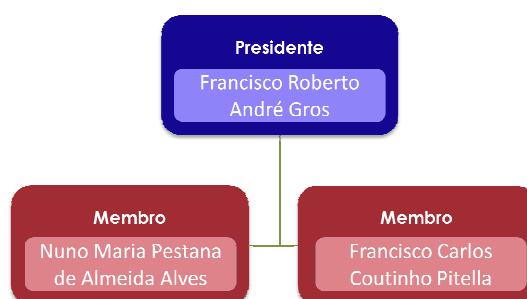 Presidente
Francisco Roberto
André Gros
Membro
Nuno Maria Pestana
de Almeida Alves
Membro
Francisco Carlos
Coutinho Pitella